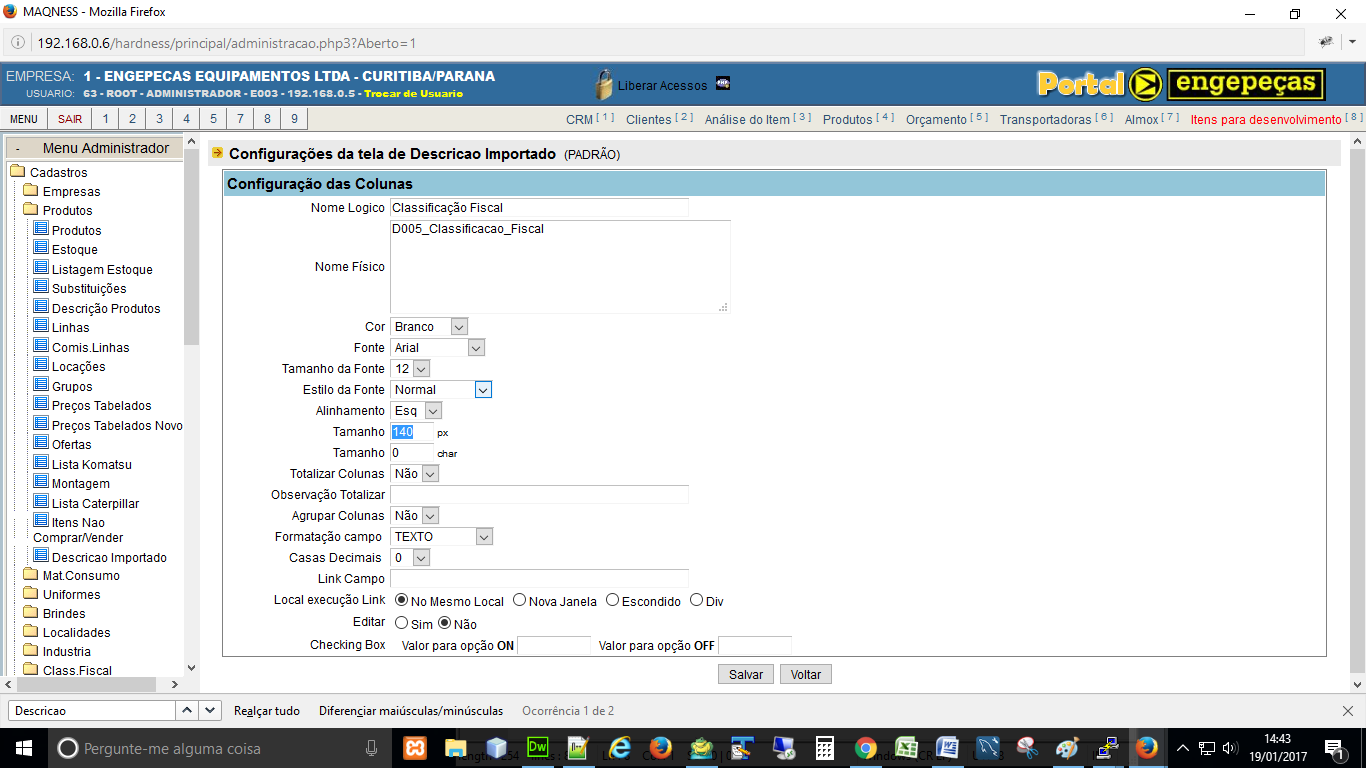 MAQNESS - Mozilla Firefox
192.168.0.6/hardness/principal/administracao.php3?Aberto=1
EMPRESA: 1 - ENGEPEÇAS EQUIPAMENTOS LTDA - CURITIBA/PARANA
USUARIO: 63 - ROOT - ADMINISTRADOR - E003 - 192.168.0.5 - Trocar de Usuario
Liberar Acessos
Portal engepeças
MENU SAIR 1 2 3 4 5 7 8 9
CRM [ 1 ] Clientes [ 2 ] Análise do Item [ 3 ] Produtos [ 4 ] Orçamento [ 5 ] Transportadoras [ 6 ] Almox [ 7 ] Itens para desenvolvimento [ 8 ]
- Menu Administrador
Cadastros
Empresas
Produtos
Produtos
Estoque
Listagem Estoque
Substituições
Descrição Produtos
Linhas
Comis.Linhas
Locações
Grupos
Preços Tabelados
Preços Tabelados Novo
Ofertas
Lista Komatsu
Montagem
Lista Caterpillar
Itens Nao
Comprar/Vender
Descricao Importado
Mat.Consumo
Uniformes
Brindes
Localidades
Industria
Class.Fiscal
Configurações da tela de Descricao Importado (PADRÃO)
Configuração das Colunas
Nome Logico Classificação Fiscal
Nome Físico D005_Classificacao_Fiscal
Cor Branco
Fonte Arial
Tamanho da Fonte 12
Estilo da Fonte Normal
Alinhamento Esq
Tamanho 140 px
Tamanho 0 char
Totalizar Colunas Não
Observação Totalizar
Agrupar Colunas Não
Formatação campo TEXTO
Casas Decimais 0
Link Campo
Local execução Link No Mesmo Local Nova Janela Escondido Div
Editar Sim Não
Checking Box Valor para opção ON Valor para opção OFF
Salvar Voltar
Descricao Realçar tudo Diferenciar maiúsculas/minúsculas Ocorrência 1 de 2
Pergunte-me alguma coisa
14:43
19/01/2017